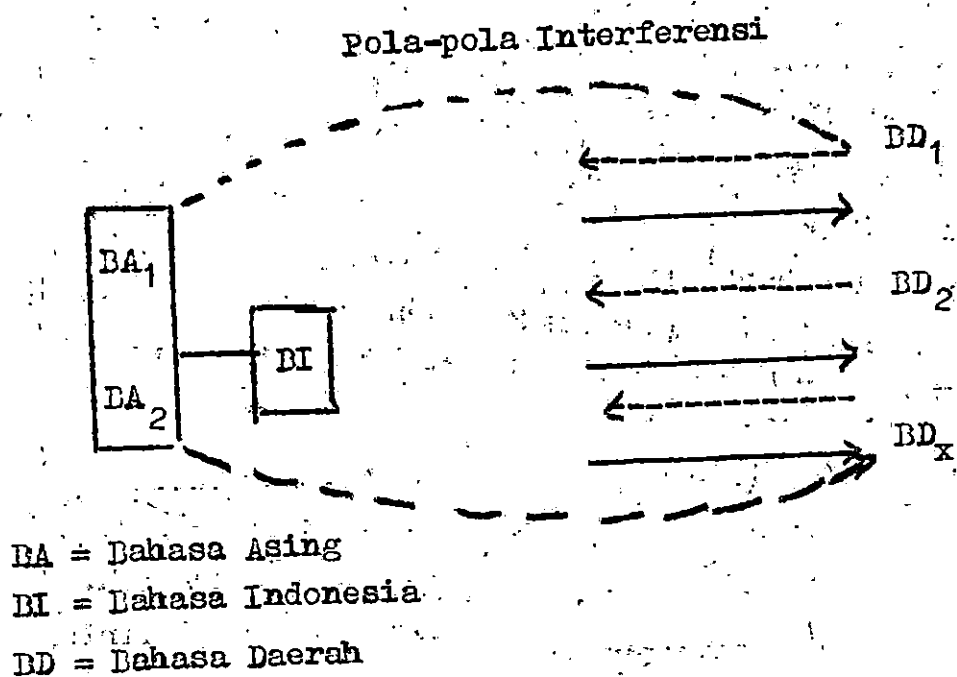 Pola-pola Interferensi
BD₁
BA₁
BD₂
BI
BA₂
BDₓ
BA = Bahasa Asing
BI = Bahasa Indonesia
BD = Bahasa Daerah